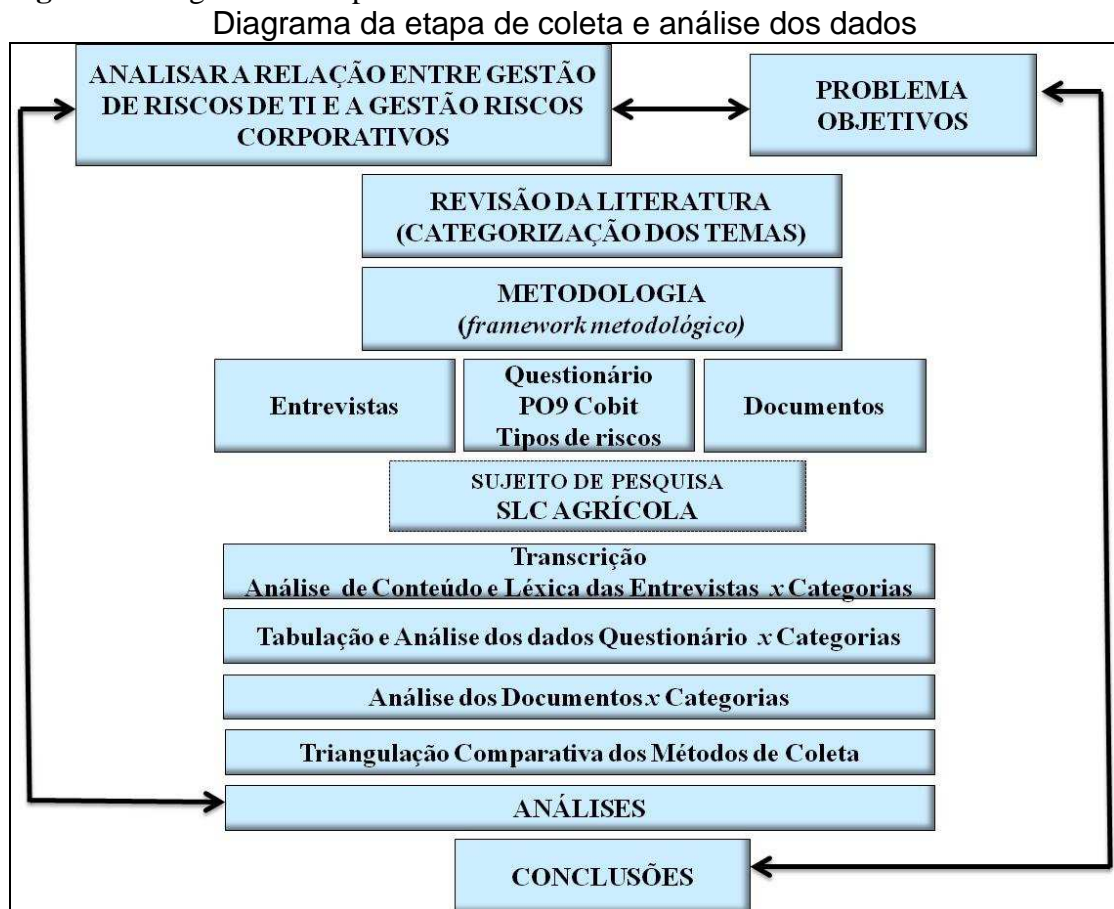 Diagrama da etapa de coleta e análise dos dados
ANALISAR A RELAÇÃO ENTRE GESTÃO
DE RISCOS DE TI E A GESTÃO RISCOS
CORPORATIVOS
PROBLEMA
OBJETIVOS
REVISÃO DA LITERATURA
(CATEGORIZAÇÃO DOS TEMAS)
METODOLOGIA
(framework metodológico)
Entrevistas
Questionário
PO9 Cobit
Tipos de riscos
Documentos
SUJEITO DE PESQUISA
SLC AGRÍCOLA
Transcrição
Análise de Conteúdo e Léxica das Entrevistas x Categorias
Tabulação e Análise dos dados Questionário x Categorias
Análise dos Documentos x Categorias
Triangulação Comparativa dos Métodos de Coleta
ANÁLISES
CONCLUSÕES